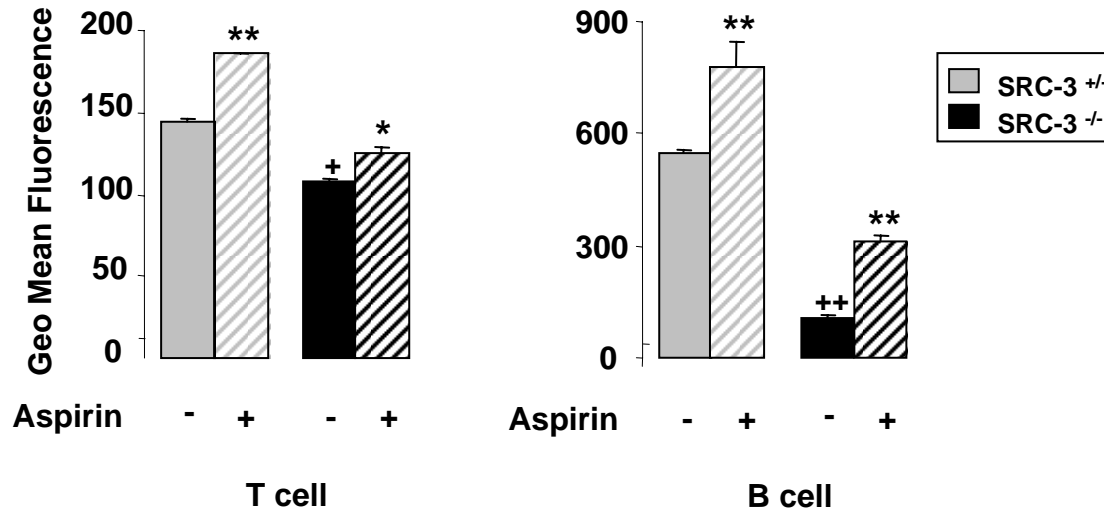 Geo Mean Fluorescence
200
150
100
50
0
**
+
*
Aspirin - + - +
T cell
900
600
300
0
**
++
**
Aspirin - + - +
B cell
SRC-3 +/+
SRC-3 -/-